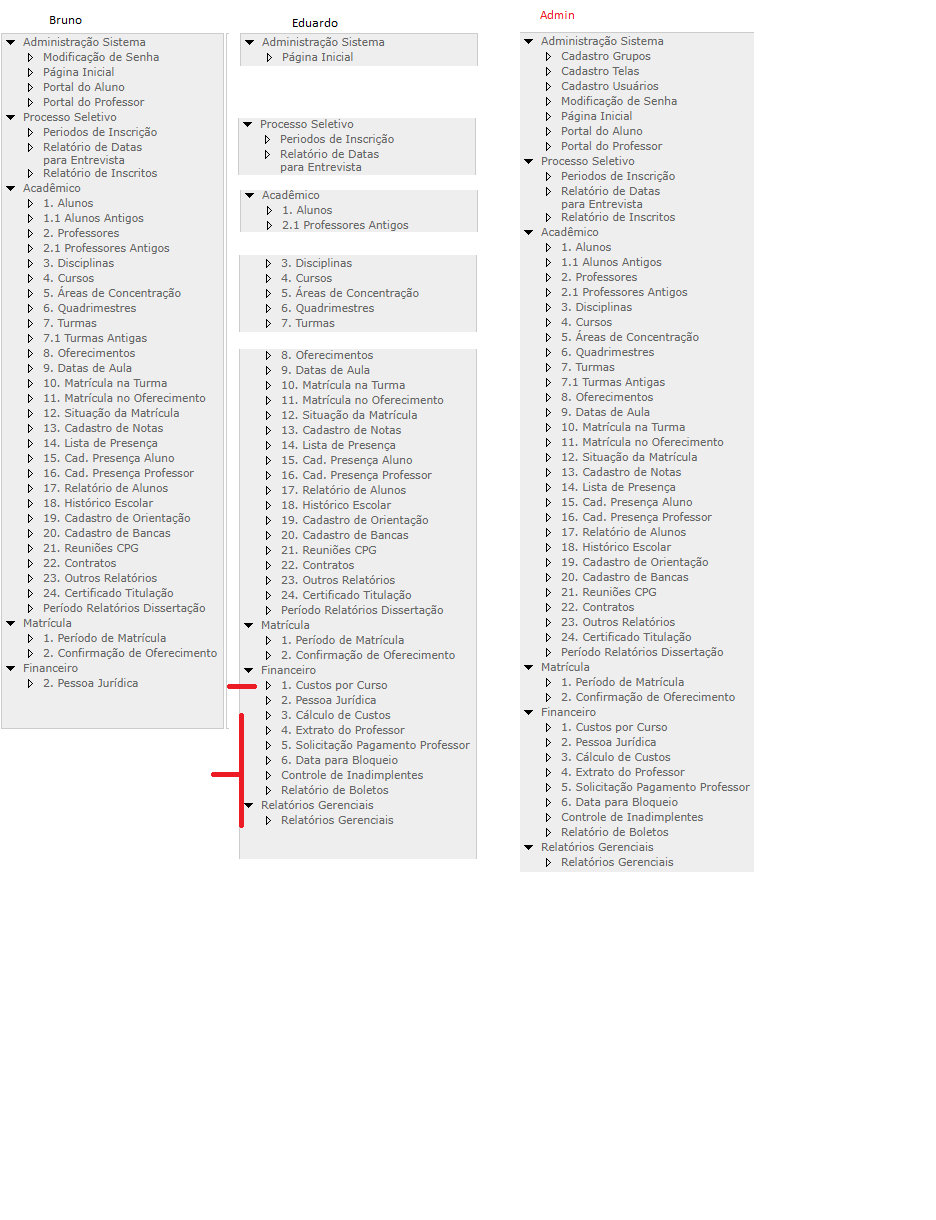 Bruno
Administração Sistema
Modificação de Senha
Página Inicial
Portal do Aluno
Portal do Professor
Processo Seletivo
Periodos de Inscrição
Relatório de Datas
para Entrevista
Relatório de Inscritos
Acadêmico
1. Alunos
1.1 Alunos Antigos
2. Professores
2.1 Professores Antigos
3. Disciplinas
4. Cursos
5. Áreas de Concentração
6. Quadrimestres
7. Turmas
7.1 Turmas Antigas
8. Oferecimentos
9. Datas de Aula
10. Matrícula na Turma
11. Matrícula no Oferecimento
12. Situação da Matrícula
13. Cadastro de Notas
14. Lista de Presença
15. Cad. Presença Aluno
16. Cad. Presença Professor
17. Relatório de Alunos
18. Histórico Escolar
19. Cadastro de Orientação
20. Cadastro de Bancas
21. Reuniões CPG
22. Contratos
23. Outros Relatórios
24. Certificado Titulação
Período Relatórios Dissertação
Matrícula
1. Período de Matrícula
2. Confirmação de Oferecimento
Financeiro
2. Pessoa Jurídica
Eduardo
Administração Sistema
Página Inicial
Processo Seletivo
Periodos de Inscrição
Relatório de Datas
para Entrevista
Acadêmico
1. Alunos
2.1 Professores Antigos
3. Disciplinas
4. Cursos
5. Áreas de Concentração
6. Quadrimestres
7. Turmas
8. Oferecimentos
9. Datas de Aula
10. Matrícula na Turma
11. Matrícula no Oferecimento
12. Situação da Matrícula
13. Cadastro de Notas
14. Lista de Presença
15. Cad. Presença Aluno
16. Cad. Presença Professor
17. Relatório de Alunos
18. Histórico Escolar
19. Cadastro de Orientação
20. Cadastro de Bancas
21. Reuniões CPG
22. Contratos
23. Outros Relatórios
24. Certificado Titulação
Período Relatórios Dissertação
Matrícula
1. Período de Matrícula
2. Confirmação de Oferecimento
Financeiro
1. Custos por Curso
2. Pessoa Jurídica
3. Cálculo de Custos
4. Extrato do Professor
5. Solicitação Pagamento Professor
6. Data para Bloqueio
Controle de Inadimplentes
Relatório de Boletos
Relatórios Gerenciais
Relatórios Gerenciais
Admin
Administração Sistema
Cadastro Grupos
Cadastro Telas
Cadastro Usuários
Modificação de Senha
Página Inicial
Portal do Aluno
Portal do Professor
Processo Seletivo
Periodos de Inscrição
Relatório de Datas
para Entrevista
Relatório de Inscritos
Acadêmico
1. Alunos
1.1 Alunos Antigos
2. Professores
2.1 Professores Antigos
3. Disciplinas
4. Cursos
5. Áreas de Concentração
6. Quadrimestres
7. Turmas
7.1 Turmas Antigas
8. Oferecimentos
9. Datas de Aula
10. Matrícula na Turma
11. Matrícula no Oferecimento
12. Situação da Matrícula
13. Cadastro de Notas
14. Lista de Presença
15. Cad. Presença Aluno
16. Cad. Presença Professor
17. Relatório de Alunos
18. Histórico Escolar
19. Cadastro de Orientação
20. Cadastro de Bancas
21. Reuniões CPG
22. Contratos
23. Outros Relatórios
24. Certificado Titulação
Período Relatórios Dissertação
Matrícula
1. Período de Matrícula
2. Confirmação de Oferecimento
Financeiro
1. Custos por Curso
2. Pessoa Jurídica
3. Cálculo de Custos
4. Extrato do Professor
5. Solicitação Pagamento Professor
6. Data para Bloqueio
Controle de Inadimplentes
Relatório de Boletos
Relatórios Gerenciais
Relatórios Gerenciais